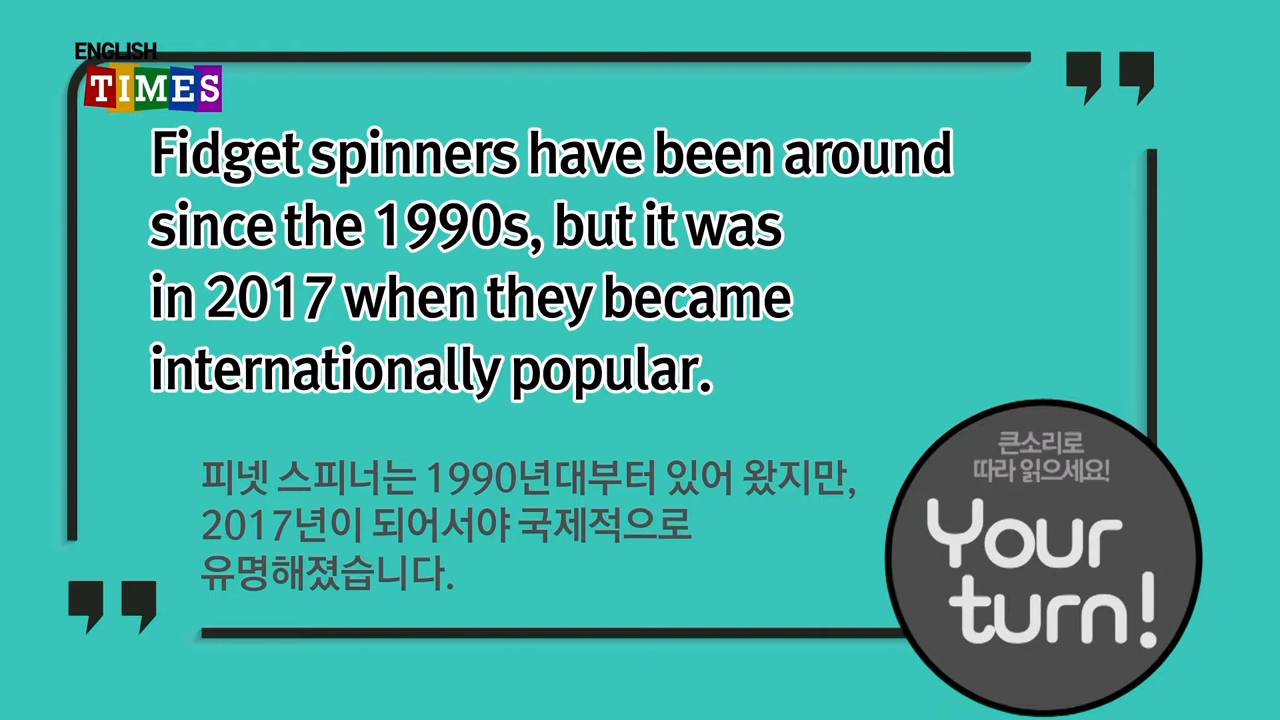 ENGLISH
TIMES
Fidget spinners have been around
since the 1990s, but it was
in 2017 when they became
internationally popular.
피넷 스피너는 1990년대부터 있어 왔지만,
2017년이 되어서야 국제적으로
유명해졌습니다.
큰소리로
따라 읽으세요!
Your
turn!